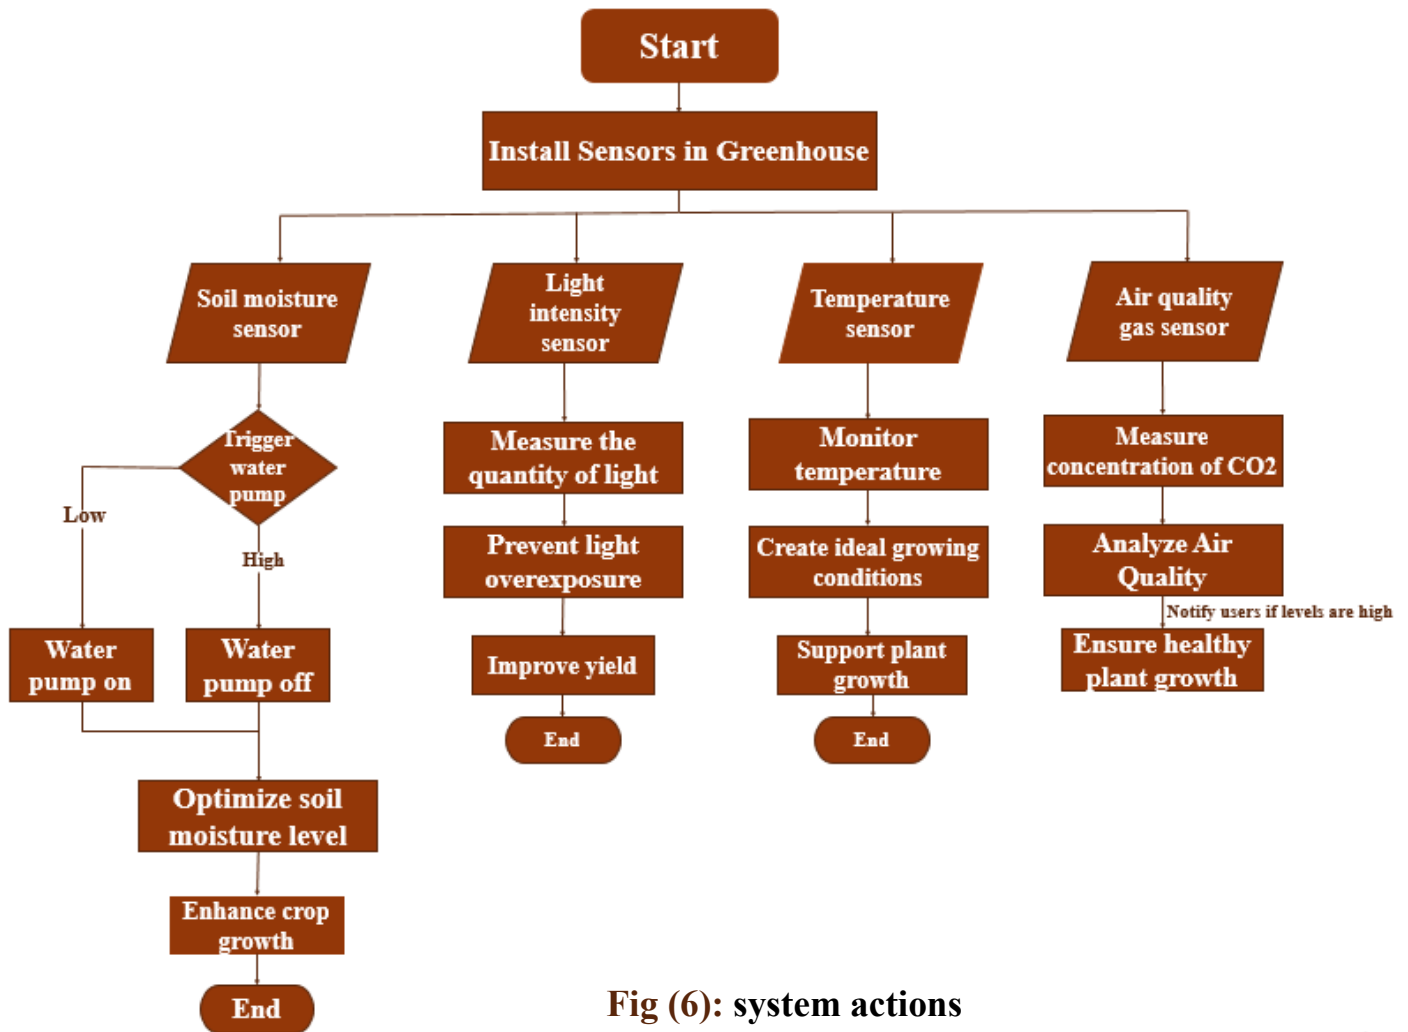 Start
Install Sensors in Greenhouse
Soil moisture
sensor
Light
intensity
sensor
Temperature
sensor
Air quality
gas sensor
Trigger
water
pump
Low
High
Water
pump on
Water
pump off
Optimize soil
moisture level
Enhance crop
growth
End
Measure the
quantity of light
Prevent light
overexposure
Improve yield
End
Monitor
temperature
Create ideal growing
conditions
Support plant
growth
End
Measure
concentration of CO2
Analyze Air
Quality
Notify users if levels are high
Ensure healthy
plant growth
Fig (6): system actions